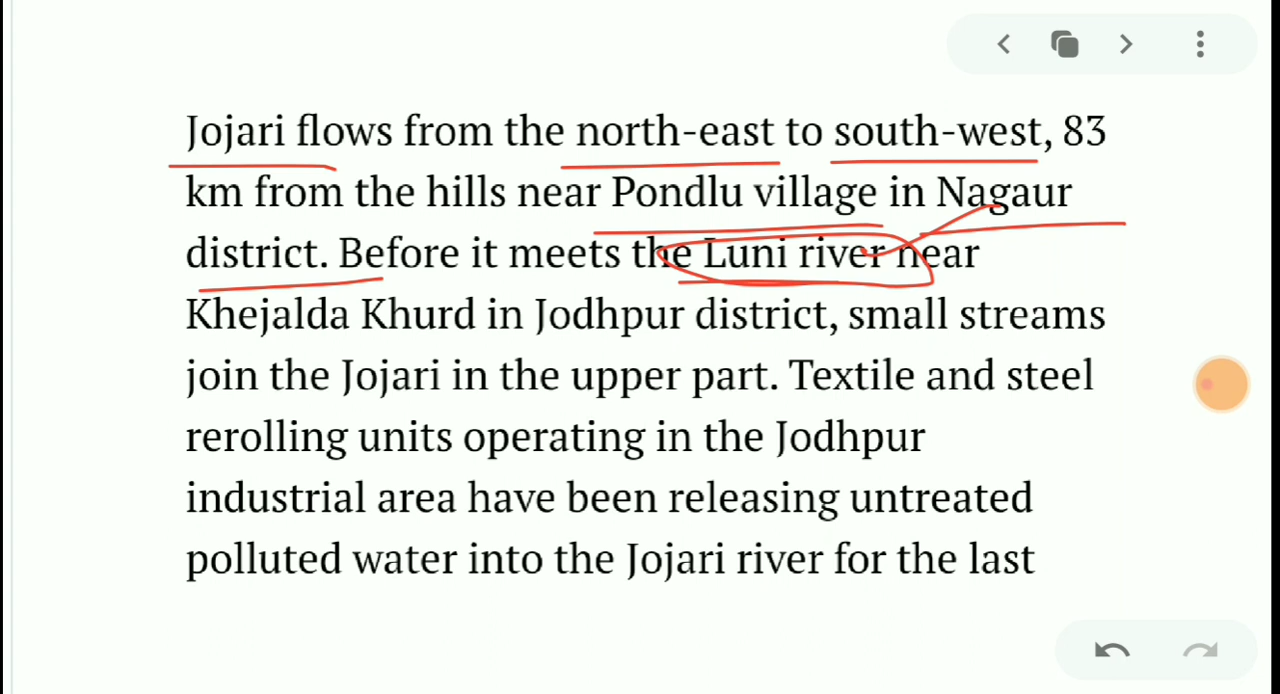 Jojari flows from the north-east to south-west, 83
km from the hills near Pondlu village in Nagaur
district. Before it meets the Luni river near
Khejalda Khurd in Jodhpur district, small streams
join the Jojari in the upper part. Textile and steel
rerolling units operating in the Jodhpur
industrial area have been releasing untreated
polluted water into the Jojari river for the last